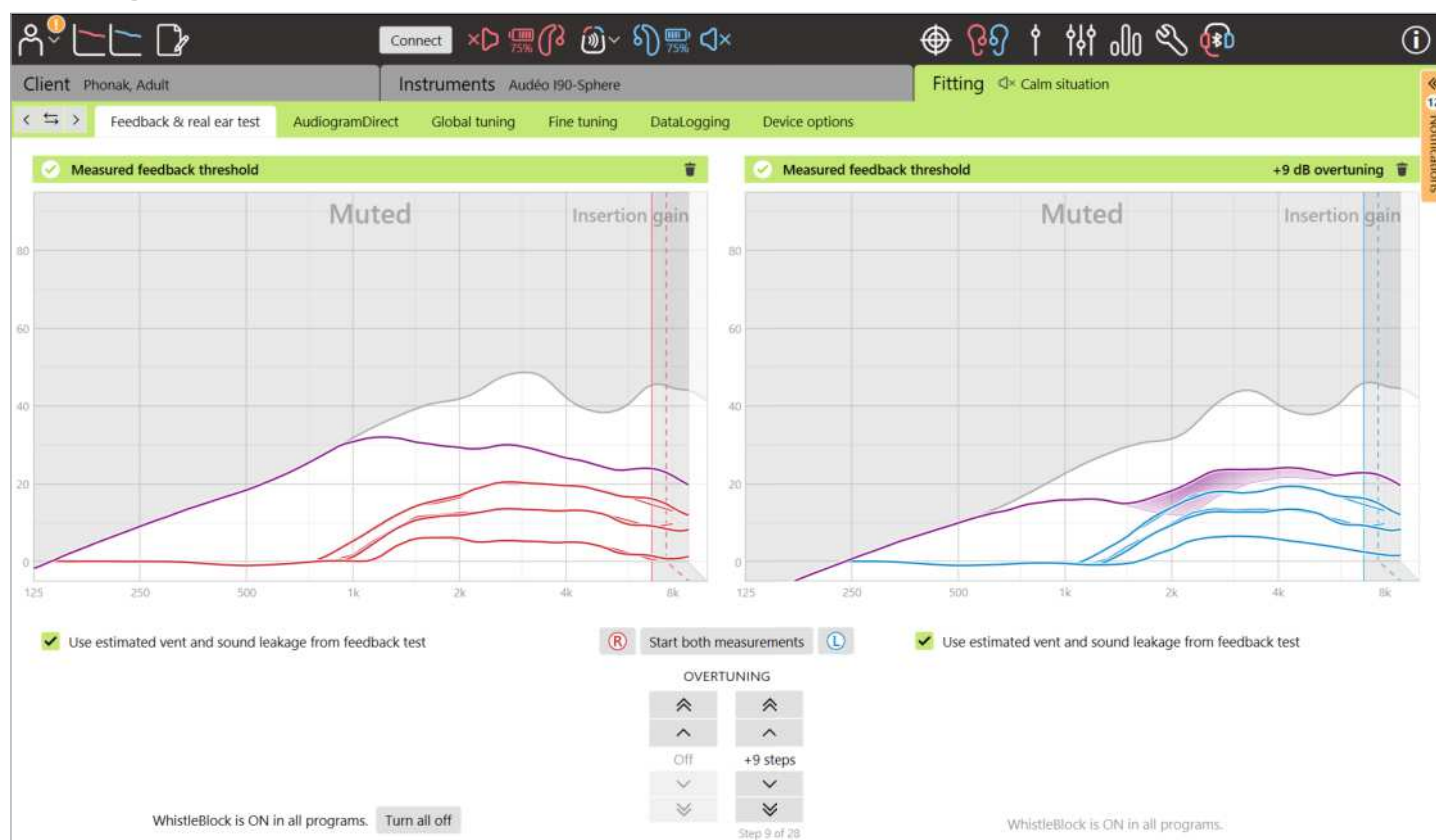 !
Connect
75%
75%
i
Client Phonak, Adult
Instruments Audéo I90-Sphere
Fitting Calm situation
Feedback & real ear test
AudiogramDirect
Global tuning
Fine tuning
DataLogging
Device options
Notifications
Measured feedback threshold
Measured feedback threshold
+9 dB overtuning
Muted
Insertion gain
80
60
40
20
0
125
250
500
1k
2k
4k
8k
Muted
Insertion gain
80
60
40
20
0
125
250
500
1k
2k
4k
8k
Use estimated vent and sound leakage from feedback test
R
Start both measurements
L
Use estimated vent and sound leakage from feedback test
OVERTUNING
Off
+9 steps
Step 9 of 28
WhistleBlock is ON in all programs.
Turn all off
WhistleBlock is ON in all programs.